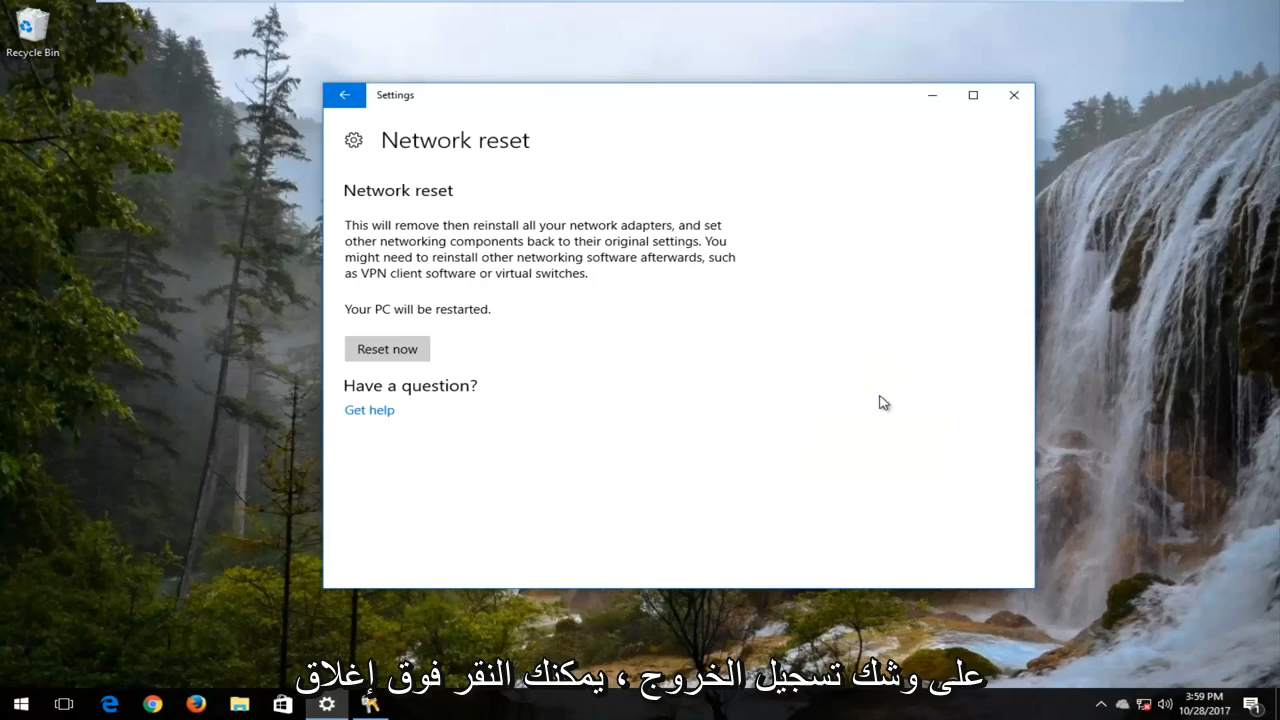 Recycle Bin
Settings
Network reset
Network reset
This will remove then reinstall all your network adapters, and set
other networking components back to their original settings. You
might need to reinstall other networking software afterwards, such
as VPN client software or virtual switches.
Your PC will be restarted.
Reset now
Have a question?
Get help
على وشك تسجيل الخروج ، يمكنك النقر فوق إغلاق
3:59 PM
10/28/2017
1